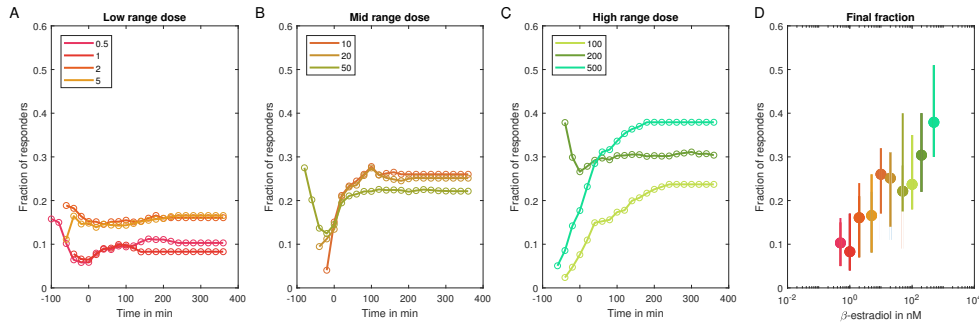 A
Low range dose
0.6
0.5
0.4
0.3
0.2
0.1
0
Fraction of responders
0.5
1
2
5
-100 0 100 200 300 400
Time in min
B
Mid range dose
0.6
0.5
0.4
0.3
0.2
0.1
0
Fraction of responders
10
20
50
-100 0 100 200 300 400
Time in min
C
High range dose
0.6
0.5
0.4
0.3
0.2
0.1
0
Fraction of responders
100
200
500
-100 0 100 200 300 400
Time in min
D
Final fraction
0.6
0.5
0.4
0.3
0.2
0.1
0
Fraction of responders
10⁻² 10⁰ 10² 10⁴
β-estradiol in nM